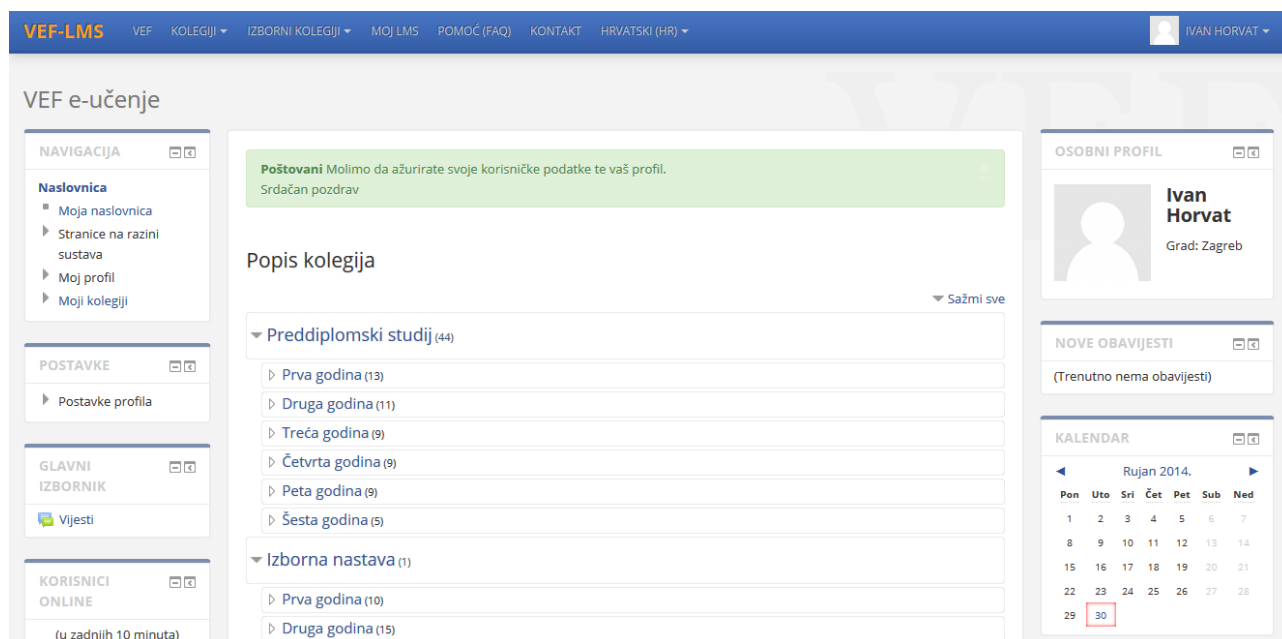 VEF-LMS VEF KOLEGIJI IZBORNI KOLEGIJI MOJ LMS POMOĆ (FAQ) KONTAKT HRVATSKI (HR) IVAN HORVAT
VEF e-učenje
NAVIGACIJA
Naslovnica
Moja naslovnica
Stranice na razini
sustava
Moj profil
Moji kolegiji
POSTAVKE
Postavke profila
GLAVNI
IZBORNIK
Vijesti
KORISNICI
ONLINE
(u zadnjih 10 minuta)
Poštovani Molimo da ažurirate svoje korisničke podatke te vaš profil.
Srdačan pozdrav
Popis kolegija
Sažmi sve
Preddiplomski studij (44)
Prva godina (13)
Druga godina (11)
Treća godina (9)
Četvrta godina (9)
Peta godina (9)
Šesta godina (5)
Izborna nastava (1)
Prva godina (10)
Druga godina (15)
OSOBNI PROFIL
Ivan
Horvat
Grad: Zagreb
NOVE OBAVIJESTI
(Trenutno nema obavijesti)
KALENDAR
Rujan 2014.
Pon Uto Sri Čet Pet Sub Ned
1 2 3 4 5 6 7
8 9 10 11 12 13 14
15 16 17 18 19 20 21
22 23 24 25 26 27 28
29 30